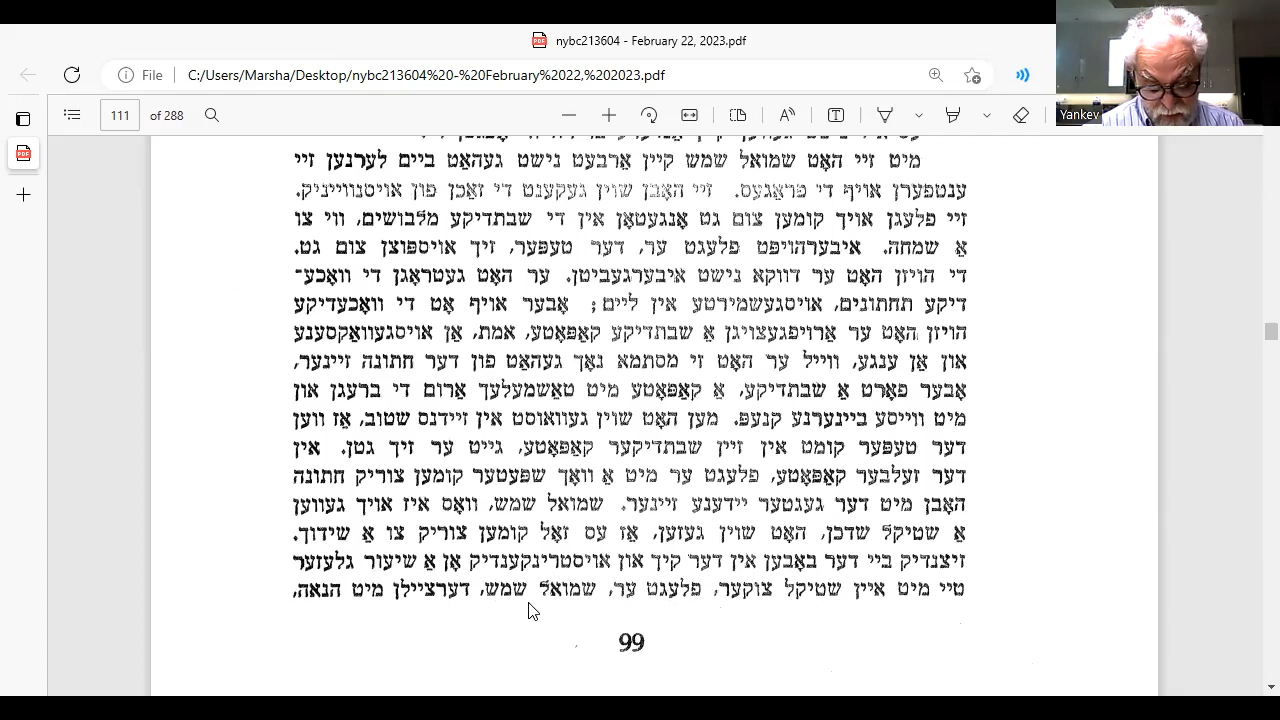 nybc213604 - February 22, 2023.pdf
File C:/Users/Marsha/Desktop/nybc213604%20-%20February%2022,%202023.pdf
Yankev
111 of 288
מיט זיי האָט שמואל שמש קיין אַרבעט נישט געהאַט ביים לערנען זיי
ענטפערן אויף די פראַגעס. זיי האָבן שוין געקענט די זאַכן פון אויסנווייניק.
זיי פלעגן אויך קומען צום גט אָנגעטאָן אין די שבתדיקע מלבושים, ווי צו
אַ שמחה. איבערהויפּט פלעגט ער, דער טעפּער, זיך אויספּוצן צום גט.
די הויזן האָט ער דווקא נישט איבערגעביטן. ער האָט געטראָגן די וואָכע־
דיקע תחתונים, אויסגעשמירטע אין ליים; אָבער אויף אָט די וואָכעדיקע
הויזן האָט ער אַרויפגעצויגן אַ שבתדיקע קאַפּאָטע, אמת, אַן אויסגעוואַקסענע
און אַן ענגע, ווייל ער האָט זי מסתמא נאָך געהאַט פון דער חתונה זיינער,
אָבער פאָרט אַ שבתדיקע, אַ קאַפּאָטע מיט טאַשמעלעך אַרום די ברעגן און
מיט ווייסע ביינערנע קנעפּ. מען האָט שוין געוואוסט אין זיידנס שטוב, אַז ווען
דער טעפּער קומט אין זיין שבתדיקער קאַפּאָטע, גייט ער זיך גטן. אין
דער זעלבער קאַפּאָטע, פלעגט ער מיט אַ וואָך שפּעטער קומען צוריק חתונה
האָבן מיט דער געגטער יידענע זיינער. שמואל שמש, וואָס איז אויך געווען
אַ שטיקל שדכן, האָט שוין געזען, אַז עס זאָל קומען צוריק צו אַ שידוך.
זיצנדיק ביי דער באָבען אין דער קיך און אויסטרינקענדיק אָן אַ שיעור גלעזער
טיי מיט איין שטיקל צוקער, פלעגט ער, שמואל שמש, דערציילן מיט הנאה,
99